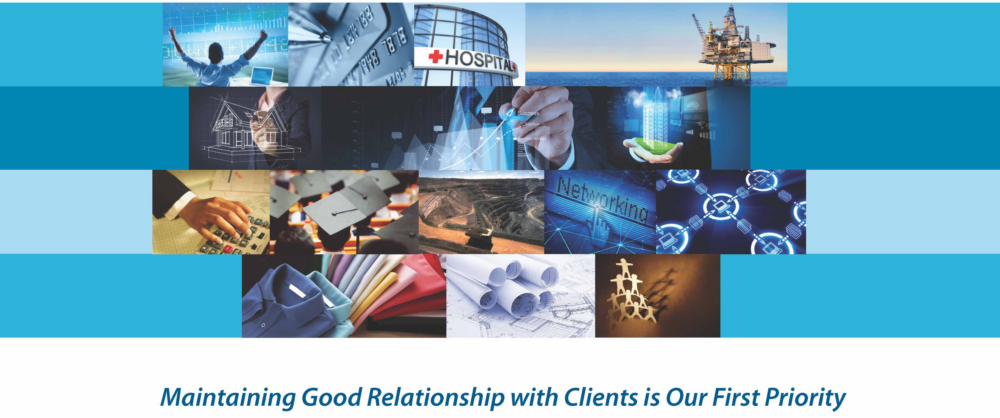 HOSPITAL
Networking
Maintaining Good Relationship with Clients is Our First Priority